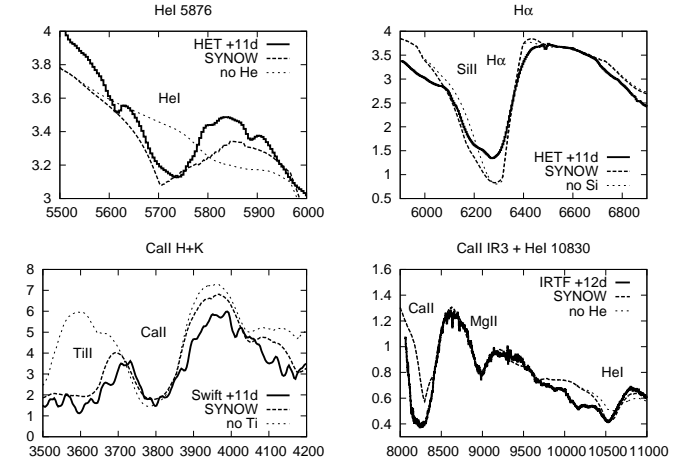 HeI 5876
4
3.8
3.6
3.4
3.2
3
5500 5600 5700 5800 5900 6000
HET +11d
SYNOW
no He
HeI
Hα
4
3.5
3
2.5
2
1.5
1
0.5
6000 6200 6400 6600 6800
SiII
Hα
HET +11d
SYNOW
no Si
CaII H+K
8
7
6
5
4
3
2
1
0
3500 3600 3700 3800 3900 4000 4100 4200
TiII
CaII
Swift +11d
SYNOW
no Ti
CaII IR3 + HeI 10830
1.6
1.4
1.2
1
0.8
0.6
0.4
8000 8500 9000 9500 10000 10500 11000
IRTF +12d
SYNOW
no He
CaII
MgII
HeI